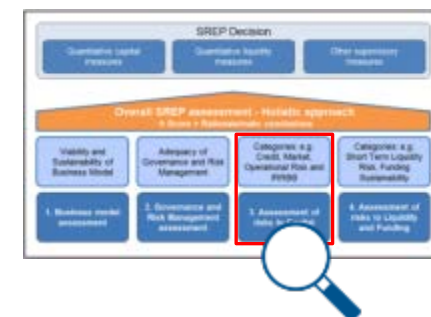 SREP Decision
Quantitative capital
measures
Quantitative liquidity
measures
Other supervisory
measures
Overall SREP assessment - Holistic approach
Viability and
Sustainability of
Business Model
Adequacy of
Governance and Risk
Management
Categories: e.g.
Credit, Market,
Operational Risk and
IRRBB
Categories: e.g.
Short Term Liquidity
Risk, Funding
Sustainability
1. Business model
assessment
2. Governance and
Risk Management
assessment
3. Assessment of
risks to Capital
4. Assessment of
risks to Liquidity
and Funding